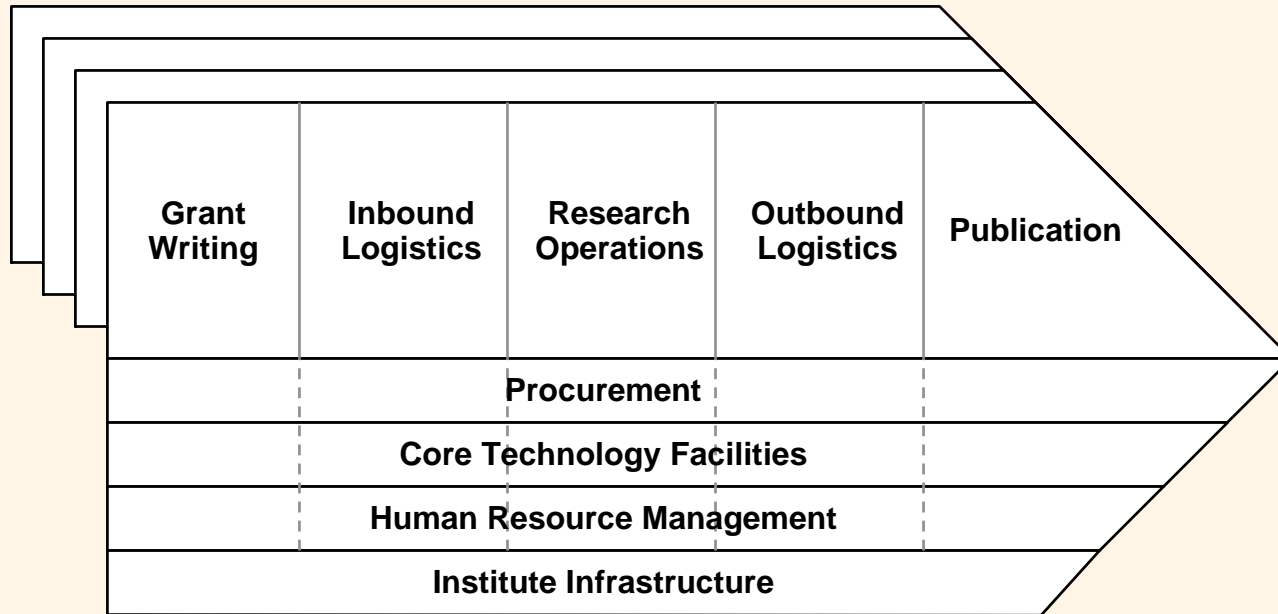 Grant
Writing
Inbound
Logistics
Research
Operations
Outbound
Logistics
Publication
Procurement
Core Technology Facilities
Human Resource Management
Institute Infrastructure